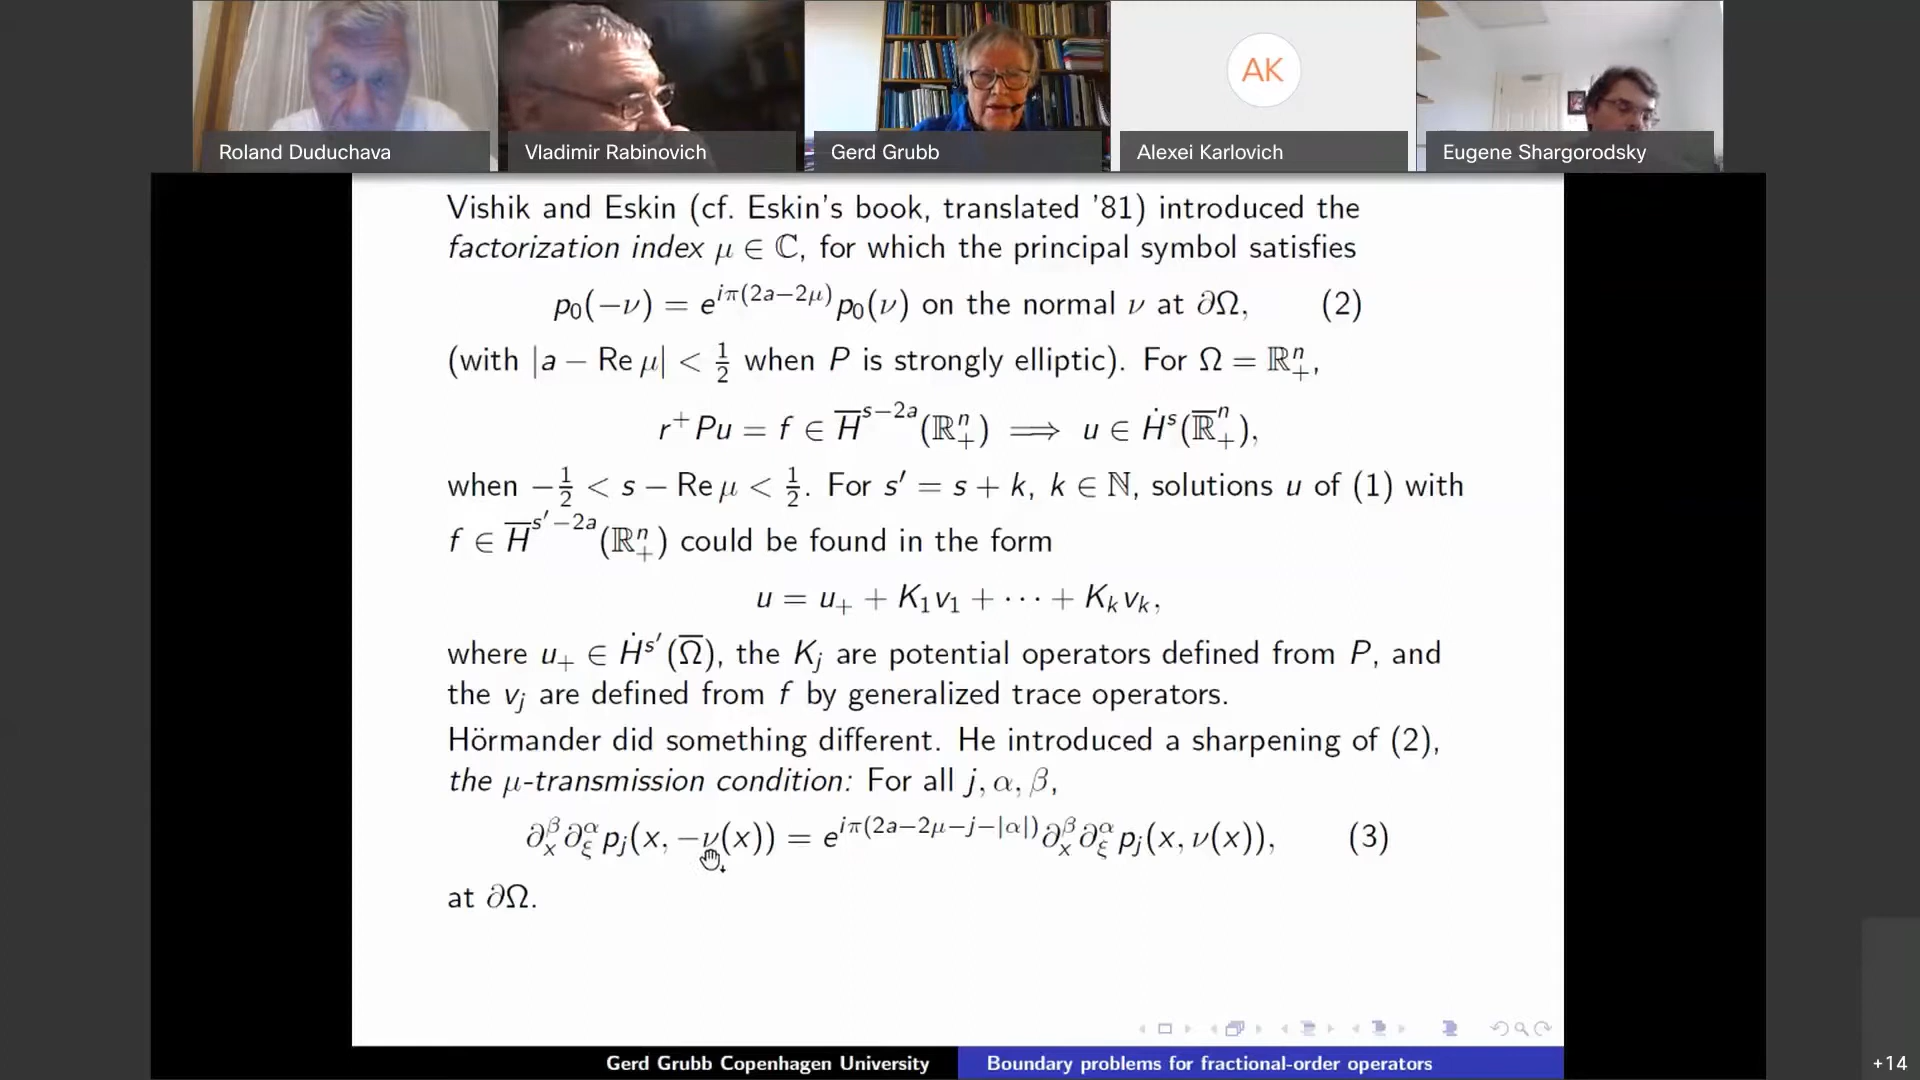 AK
Roland Duduchava
Vladimir Rabinovich
Gerd Grubb
Alexei Karlovich
Eugene Shargorodsky
Vishik and Eskin (cf. Eskin's book, translated '81) introduced the
factorization index μ ∈ ℂ, for which the principal symbol satisfies
p₀(−ν) = e^{iπ(2a−2μ)} p₀(ν) on the normal ν at ∂Ω, (2)
(with |a − Re μ| < 1/2 when P is strongly elliptic). For Ω = ℝⁿ₊,
r⁺Pu = f ∈ H̅^{s−2a}(ℝⁿ₊) ⟹ u ∈ Ḣˢ(ℝ̅ⁿ₊),
when −1/2 < s − Re μ < 1/2. For s′ = s + k, k ∈ ℕ, solutions u of (1) with
f ∈ H̅^{s′−2a}(ℝⁿ₊) could be found in the form
u = u₊ + K₁v₁ + ⋯ + K_k v_k,
where u₊ ∈ Ḣ^{s′}(Ω̅), the K_j are potential operators defined from P, and
the v_j are defined from f by generalized trace operators.
Hörmander did something different. He introduced a sharpening of (2),
the μ-transmission condition: For all j, α, β,
∂_x^β ∂_ξ^α p_j(x, −ν(x)) = e^{iπ(2a−2μ−j−|α|)} ∂_x^β ∂_ξ^α p_j(x, ν(x)), (3)
at ∂Ω.
Gerd Grubb Copenhagen University
Boundary problems for fractional-order operators
+14